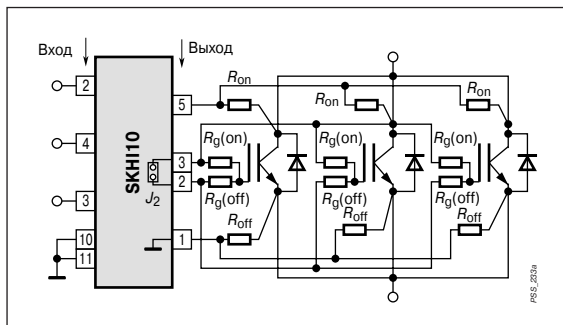 Вход
Выход
2
4
3
10
11
SKHI10
J2
5
3
2
1
Ron
Ron
Ron
Rg(on)
Rg(on)
Rg(on)
Rg(off)
Rg(off)
Rg(off)
Roff
Roff
Roff
PSS_233a